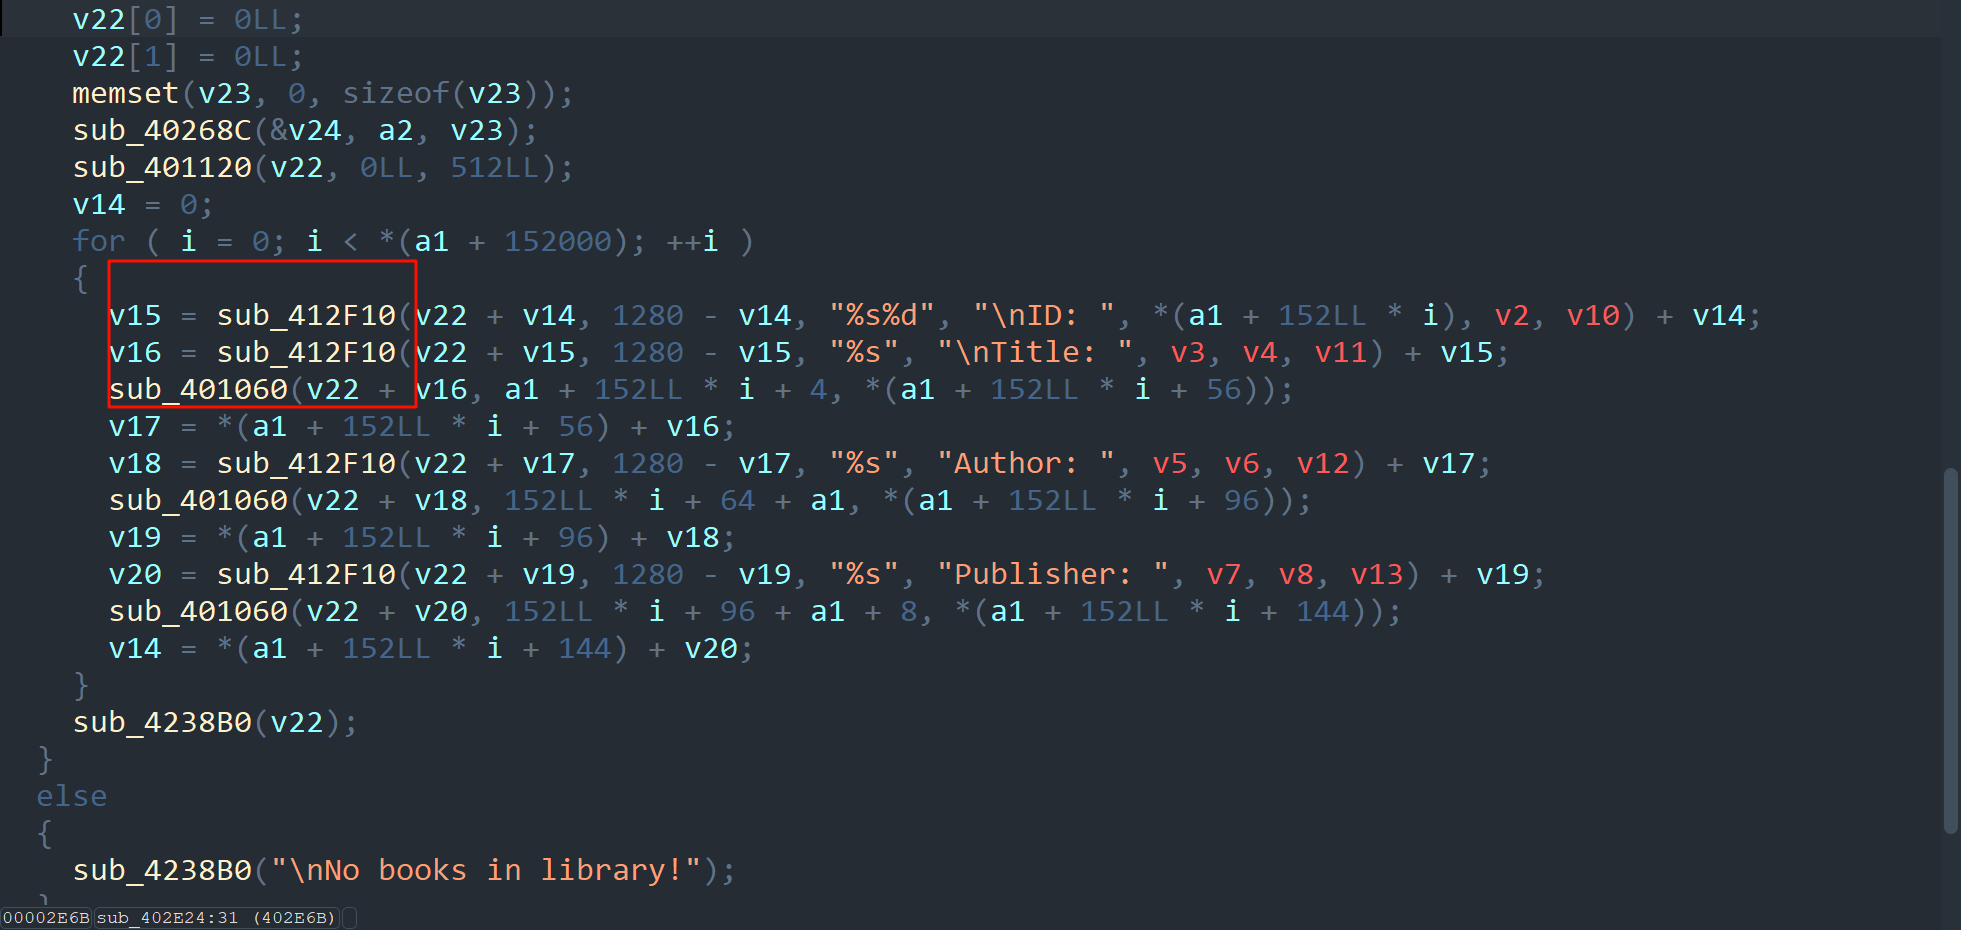 v22[0] = 0LL;
v22[1] = 0LL;
memset(v23, 0, sizeof(v23));
sub_40268C(&v24, a2, v23);
sub_401120(v22, 0LL, 512LL);
v14 = 0;
for ( i = 0; i < *(a1 + 152000); ++i )
{
v15 = sub_412F10(v22 + v14, 1280 - v14, "%s%d", "\nID: ", *(a1 + 152LL * i), v2, v10) + v14;
v16 = sub_412F10(v22 + v15, 1280 - v15, "%s", "\nTitle: ", v3, v4, v11) + v15;
sub_401060(v22 + v16, a1 + 152LL * i + 4, *(a1 + 152LL * i + 56));
v17 = *(a1 + 152LL * i + 56) + v16;
v18 = sub_412F10(v22 + v17, 1280 - v17, "%s", "Author: ", v5, v6, v12) + v17;
sub_401060(v22 + v18, 152LL * i + 64 + a1, *(a1 + 152LL * i + 96));
v19 = *(a1 + 152LL * i + 96) + v18;
v20 = sub_412F10(v22 + v19, 1280 - v19, "%s", "Publisher: ", v7, v8, v13) + v19;
sub_401060(v22 + v20, 152LL * i + 96 + a1 + 8, *(a1 + 152LL * i + 144));
v14 = *(a1 + 152LL * i + 144) + v20;
}
sub_4238B0(v22);
}
else
{
sub_4238B0("\nNo books in library!");
}
00002E6B sub_402E24:31 (402E6B)